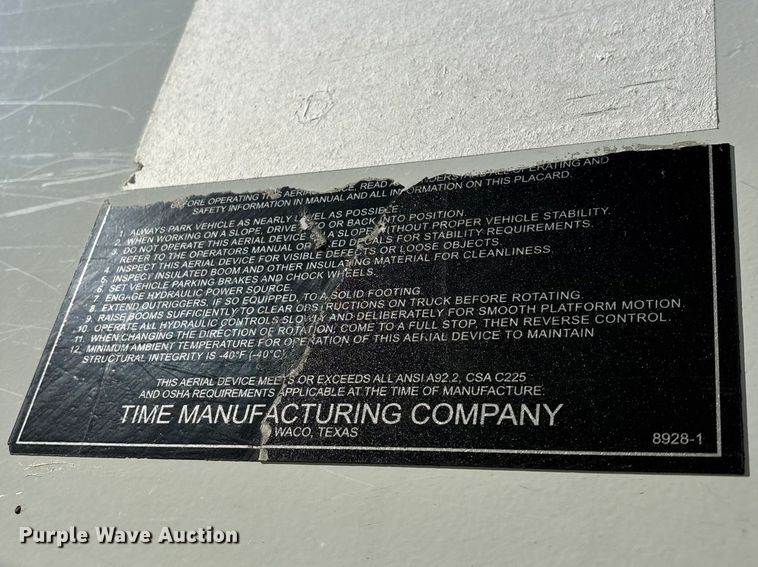 ORE OPERATING THIS AERI CE, READ AND UNDERSTAND ALL OPERATING AND
SAFETY INFORMATION IN MANUAL AND ALL INFORMATION ON THIS PLACARD.
1. ALWAYS PARK VEHICLE AS NEARLY LEVEL AS POSSIBLE.
2. WHEN WORKING ON A SLOPE, DRIVE TO OR BACK INTO POSITION.
3. DO NOT OPERATE THIS AERIAL DEVICE ON A SLOPE WITHOUT PROPER VEHICLE STABILITY.
REFER TO THE OPERATORS MANUAL OR DECALS FOR STABILITY REQUIREMENTS.
4. INSPECT THIS AERIAL DEVICE FOR VISIBLE DEFECTS OR LOOSE OBJECTS.
5. INSPECT INSULATED BOOM AND OTHER INSULATING MATERIAL FOR CLEANLINESS.
6. SET VEHICLE PARKING BRAKES AND CHOCK WHEELS.
7. ENGAGE HYDRAULIC POWER SOURCE.
8. EXTEND OUTRIGGERS, IF SO EQUIPPED, TO A SOLID FOOTING.
9. RAISE BOOMS SUFFICIENTLY TO CLEAR OBSTRUCTIONS ON TRUCK BEFORE ROTATING.
10. OPERATE ALL HYDRAULIC CONTROLS SLOWLY AND DELIBERATELY FOR SMOOTH PLATFORM MOTION.
11. WHEN CHANGING THE DIRECTION OF ROTATION, COME TO A FULL STOP, THEN REVERSE CONTROL.
12. MINIMUM AMBIENT TEMPERATURE FOR OPERATION OF THIS AERIAL DEVICE TO MAINTAIN
STRUCTURAL INTEGRITY IS -40°F (-40°C)
THIS AERIAL DEVICE MEETS OR EXCEEDS ALL ANSI A92.2, CSA C225
AND OSHA REQUIREMENTS APPLICABLE AT THE TIME OF MANUFACTURE:
TIME MANUFACTURING COMPANY
WACO, TEXAS
8928-1
Purple Wave Auction